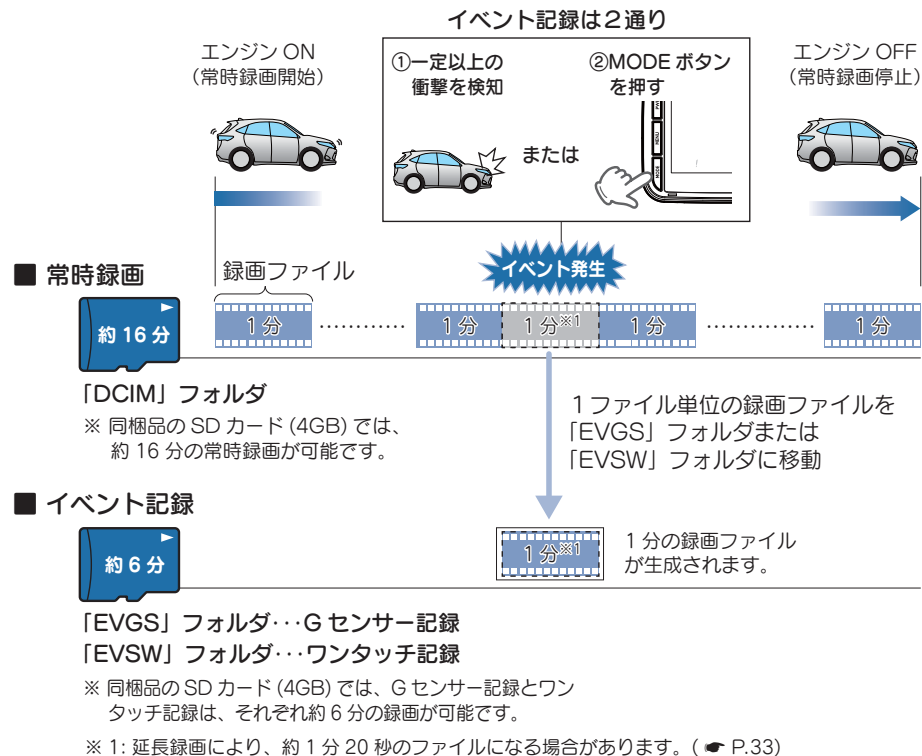 イベント記録は２通り
エンジン ON
（常時録画開始）
①一定以上の
衝撃を検知
または
②MODE ボタン
を押す
MENU
MODE
エンジン OFF
（常時録画停止）
イベント発生
■ 常時録画
録画ファイル
約 16 分
1 分 ………… 1 分 1 分※1 1 分 ………… 1 分
「DCIM」フォルダ
※ 同梱品の SD カード (4GB) では、
約 16 分の常時録画が可能です。
１ファイル単位の録画ファイルを
「EVGS」フォルダまたは
「EVSW」フォルダに移動
■ イベント記録
約 6 分
1 分※1
1 分の録画ファイル
が生成されます。
「EVGS」フォルダ･･･G センサー記録
「EVSW」フォルダ･･･ワンタッチ記録
※ 同梱品の SD カード (4GB) では、G センサー記録とワン
タッチ記録は、それぞれ約 6 分の録画が可能です。
※ 1: 延長録画により、約 1 分 20 秒のファイルになる場合があります。( ☛ P.33)